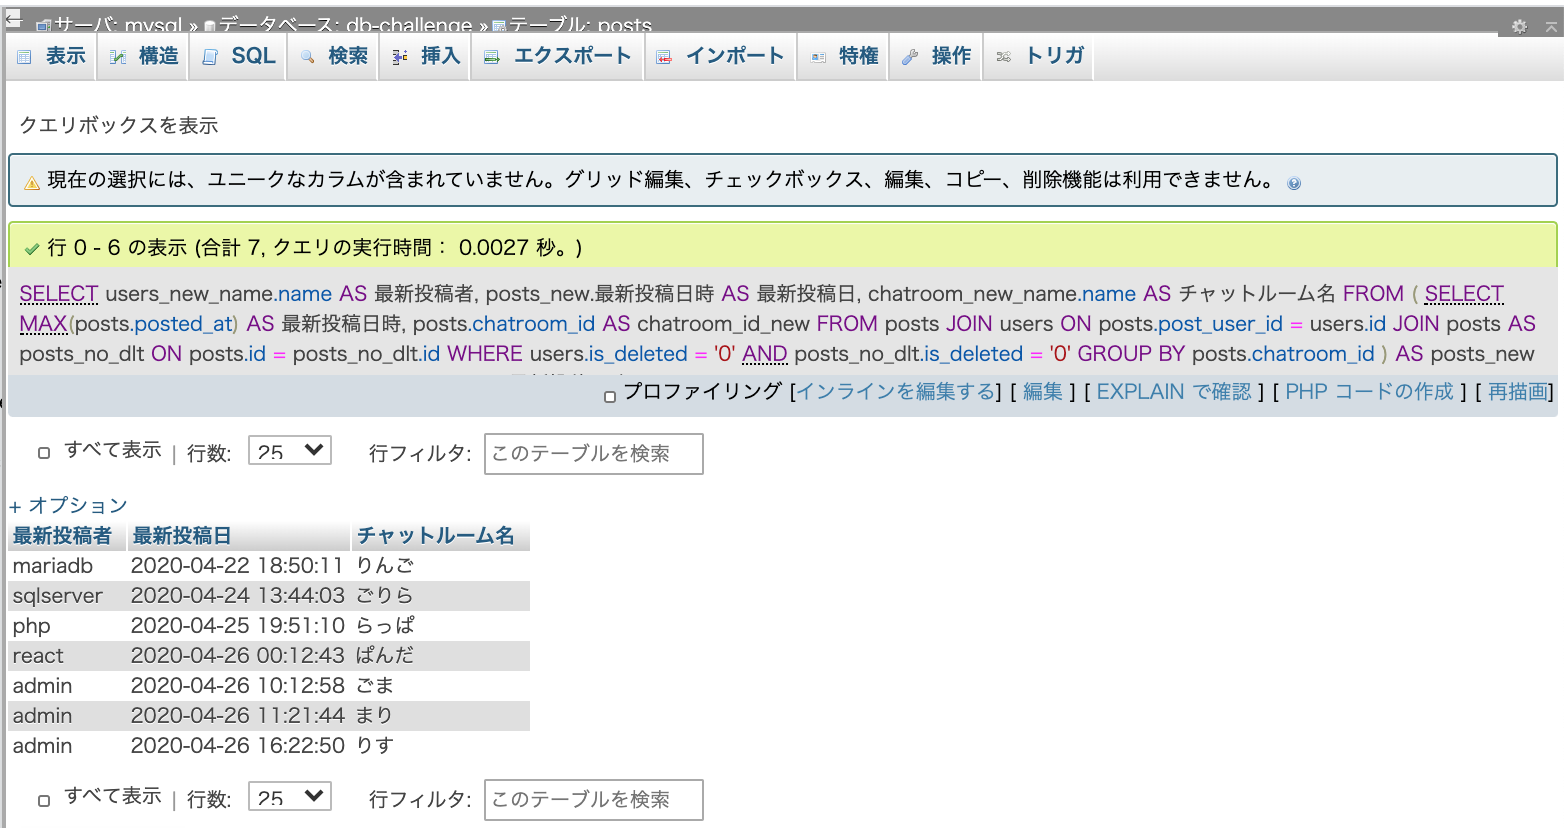 サーバ: mysql » データベース: db-challenge » テーブル: posts
表示 構造 SQL 検索 挿入 エクスポート インポート 特権 操作 トリガ
クエリボックスを表示
現在の選択には、ユニークなカラムが含まれていません。グリッド編集、チェックボックス、編集、コピー、削除機能は利用できません。
行 0 - 6 の表示 (合計 7, クエリの実行時間： 0.0027 秒。)
SELECT users_new_name.name AS 最新投稿者, posts_new.最新投稿日時 AS 最新投稿日, chatroom_new_name.name AS チャットルーム名 FROM ( SELECT
MAX(posts.posted_at) AS 最新投稿日時, posts.chatroom_id AS chatroom_id_new FROM posts JOIN users ON posts.post_user_id = users.id JOIN posts AS
posts_no_dlt ON posts.id = posts_no_dlt.id WHERE users.is_deleted = '0' AND posts_no_dlt.is_deleted = '0' GROUP BY posts.chatroom_id ) AS posts_new
プロファイリング [インラインを編集する] [ 編集 ] [ EXPLAIN で確認 ] [ PHP コードの作成 ] [ 再描画]
すべて表示 | 行数: 25 行フィルタ: このテーブルを検索
+ オプション
最新投稿者 最新投稿日 チャットルーム名
mariadb 2020-04-22 18:50:11 りんご
sqlserver 2020-04-24 13:44:03 ごりら
php 2020-04-25 19:51:10 らっぱ
react 2020-04-26 00:12:43 ぱんだ
admin 2020-04-26 10:12:58 ごま
admin 2020-04-26 11:21:44 まり
admin 2020-04-26 16:22:50 りす
すべて表示 | 行数: 25 行フィルタ: このテーブルを検索